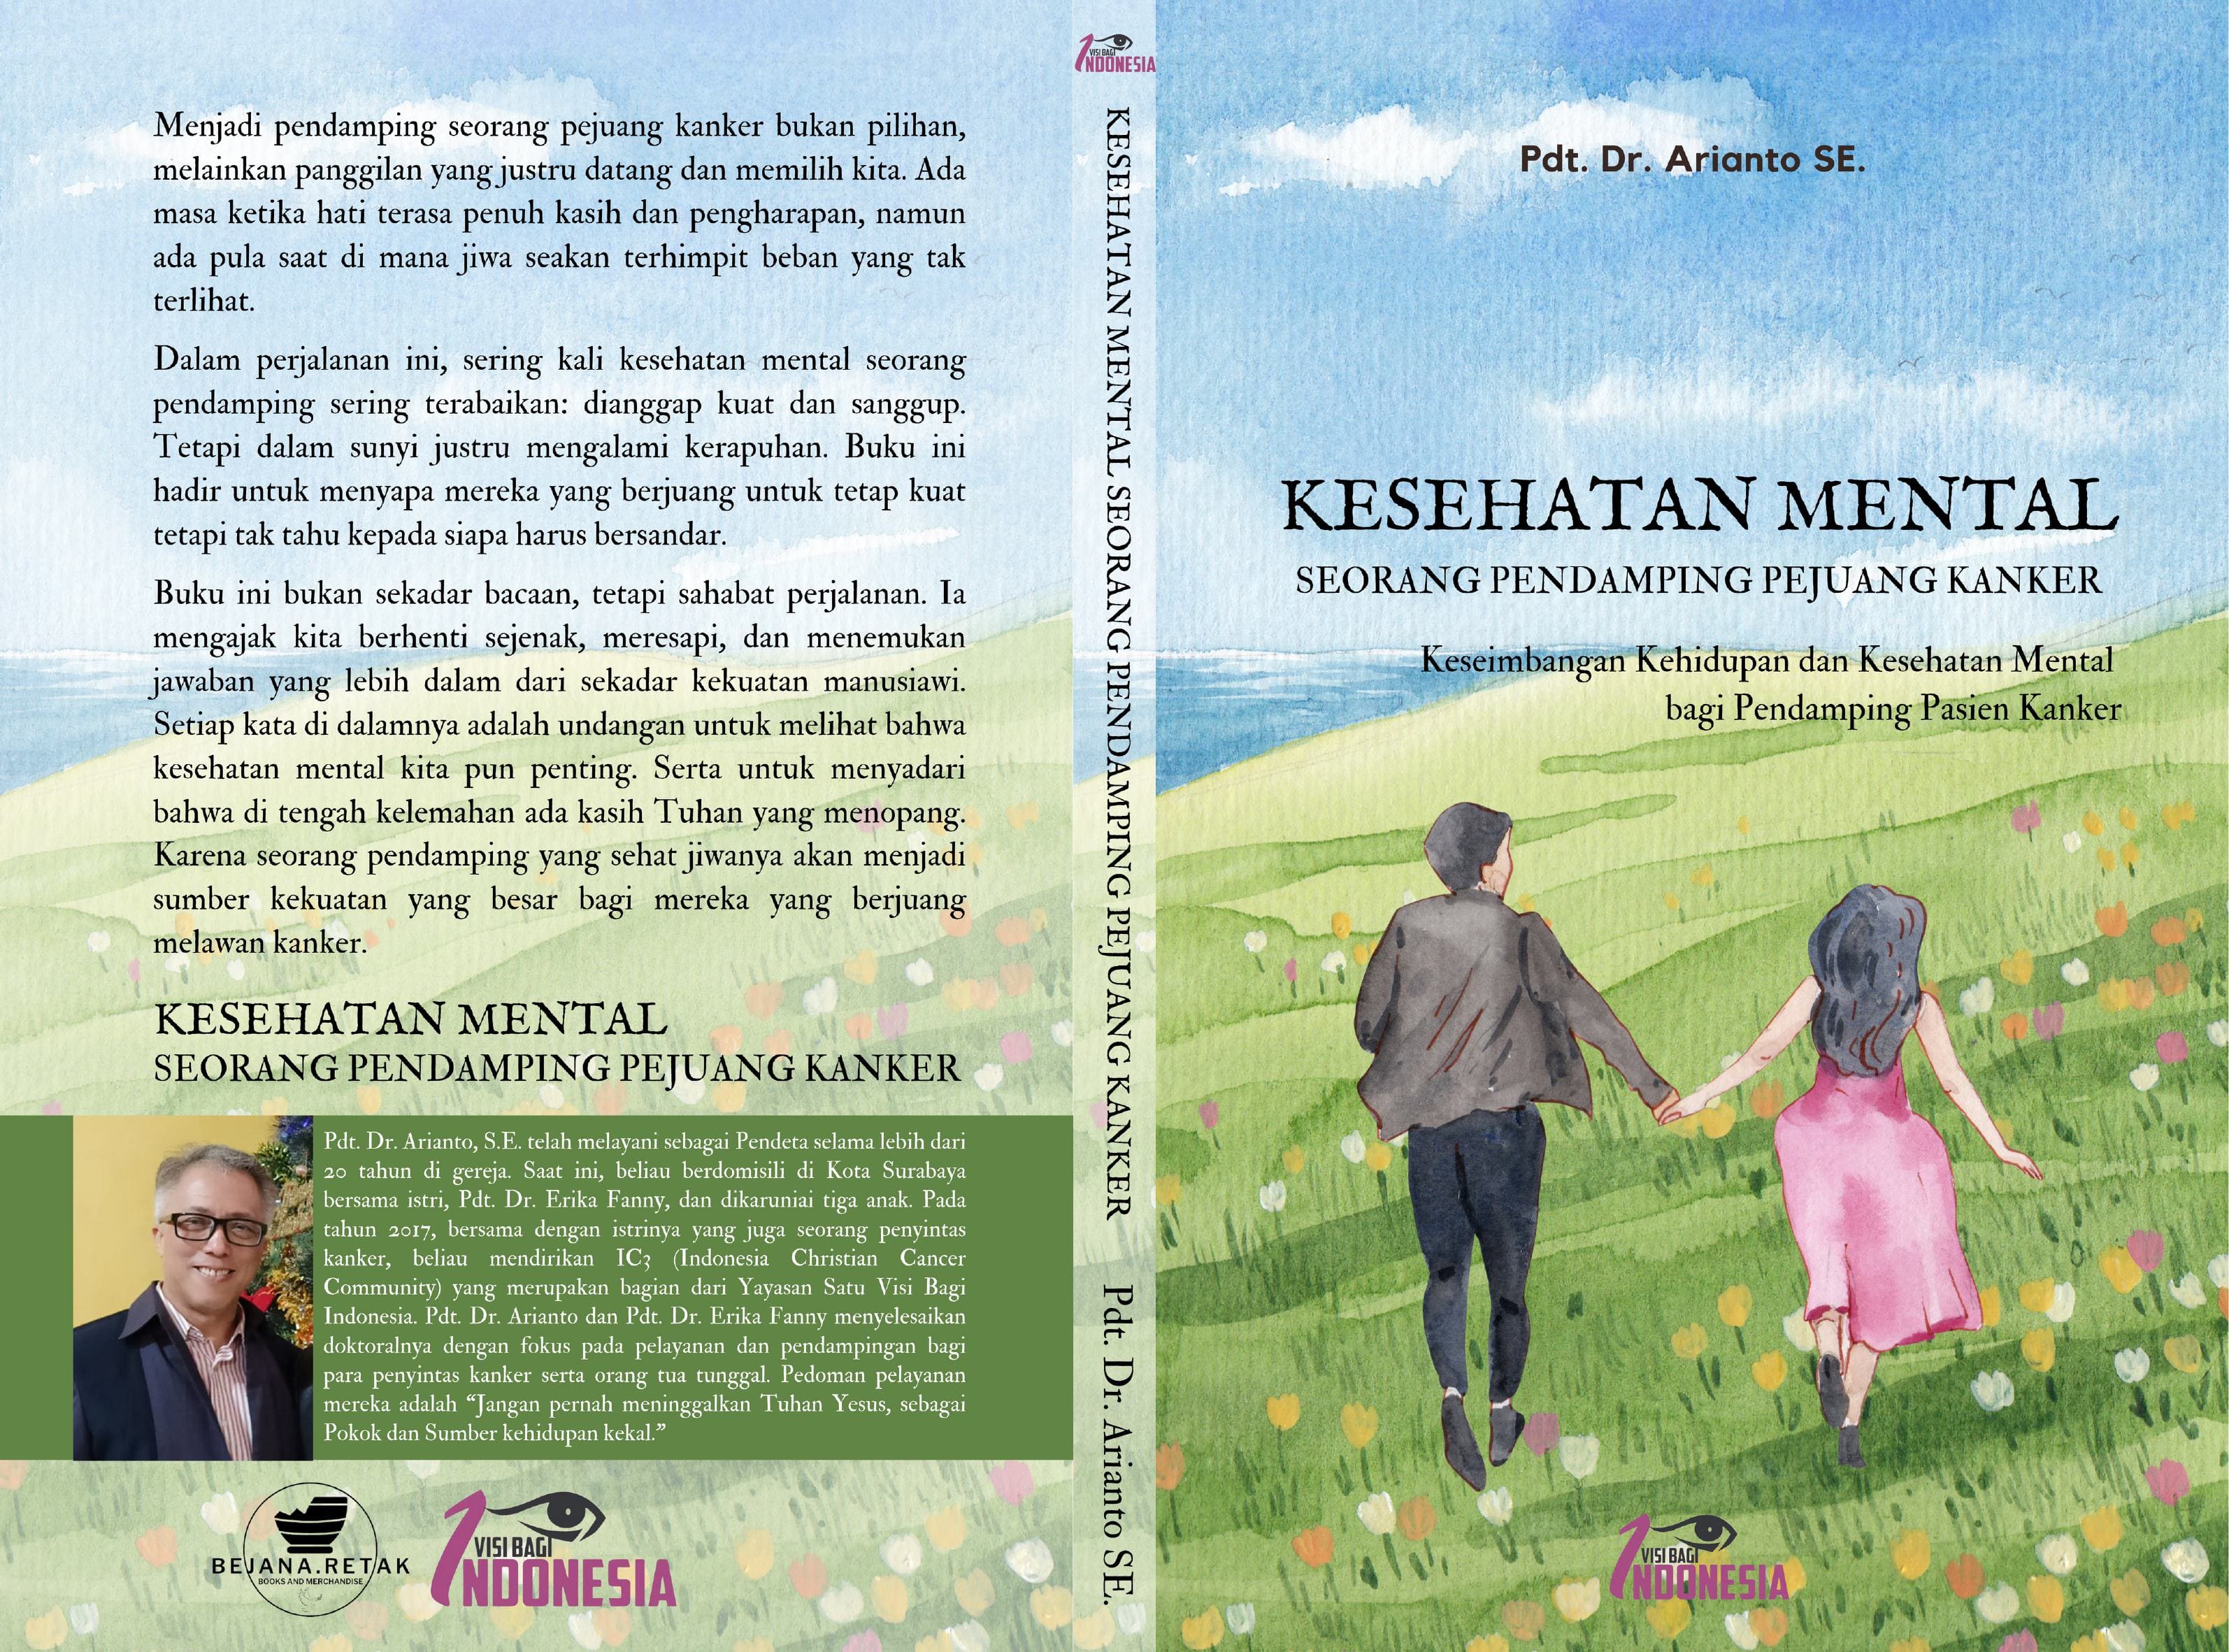 Menjadi pendamping seorang pejuang kanker bukan pilihan,
melainkan panggilan yang justru datang dan memilih kita. Ada
masa ketika hati terasa penuh kasih dan pengharapan, namun
ada pula saat di mana jiwa seakan terhimpit beban yang tak
terlihat.
Dalam perjalanan ini, sering kali kesehatan mental seorang
pendamping sering terabaikan: dianggap kuat dan sanggup.
Tetapi dalam sunyi justru mengalami kerapuhan. Buku ini
hadir untuk menyapa mereka yang berjuang untuk tetap kuat
tetapi tak tahu kepada siapa harus bersandar.
Buku ini bukan sekadar bacaan, tetapi sahabat perjalanan. Ia
mengajak kita berhenti sejenak, meresapi, dan menemukan
jawaban yang lebih dalam dari sekadar kekuatan manusiawi.
Setiap kata di dalamnya adalah undangan untuk melihat bahwa
kesehatan mental kita pun penting. Serta untuk menyadari
bahwa di tengah kelemahan ada kasih Tuhan yang menopang.
Karena seorang pendamping yang sehat jiwanya akan menjadi
sumber kekuatan yang besar bagi mereka yang berjuang
melawan kanker.
KESEHATAN MENTAL
SEORANG PENDAMPING PEJUANG KANKER
Pdt. Dr. Arianto, S.E. telah melayani sebagai Pendeta selama lebih dari
20 tahun di gereja. Saat ini, beliau berdomisili di Kota Surabaya
bersama istri, Pdt. Dr. Erika Fanny, dan dikaruniai tiga anak. Pada
tahun 2017, bersama dengan istrinya yang juga seorang penyintas
kanker, beliau mendirikan IC3 (Indonesia Christian Cancer
Community) yang merupakan bagian dari Yayasan Satu Visi Bagi
Indonesia. Pdt. Dr. Arianto dan Pdt. Dr. Erika Fanny menyelesaikan
doktoralnya dengan fokus pada pelayanan dan pendampingan bagi
para penyintas kanker serta orang tua tunggal. Pedoman pelayanan
mereka adalah “Jangan pernah meninggalkan Tuhan Yesus, sebagai
Pokok dan Sumber kehidupan kekal.”
BEJANA.RETAK
BOOKS AND MERCHANDISE
1 VISI BAGI
INDONESIA
1 VISI BAGI
INDONESIA
KESEHATAN MENTAL SEORANG PENDAMPING PEJUANG KANKER
Pdt. Dr. Arianto SE.
Pdt. Dr. Arianto SE.
KESEHATAN MENTAL
SEORANG PENDAMPING PEJUANG KANKER
Keseimbangan Kehidupan dan Kesehatan Mental
bagi Pendamping Pasien Kanker
1 VISI BAGI
INDONESIA